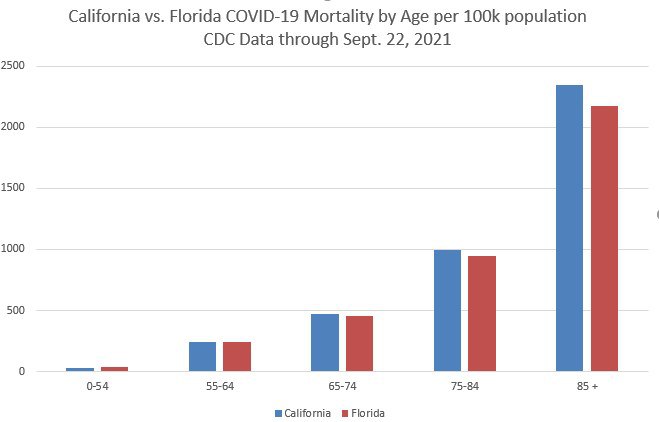 California vs. Florida COVID-19 Mortality by Age per 100k population
CDC Data through Sept. 22, 2021
2500
2000
1500
1000
500
0
0-54 55-64 65-74 75-84 85 +
California Florida